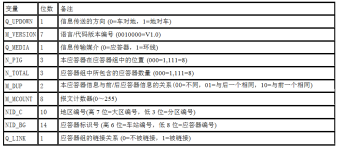 变量 位数 备注
Q_UPDOWN 1 信息传送的方向 (0=车对地, 1=地对车)
M_VERSION 7 语言/代码版本编号 (0010000=V1.0)
Q_MEDIA 1 信息传输媒介 (0=应答器, 1=环线)
N_PIG 3 本应答器在应答器组中的位置 (000=1,111=8)
N_TOTAL 3 应答器组中所包含的应答器数量 (000=1,111=8)
M_DUP 2 本应答器信息与前/后应答器信息的关系 (00=不同, 01=与后一个相同, 10=与前一个相同)
M_MCOUNT 8 报文计数器(0~255)
NID_C 10 地区编号(高 7 位=大区编号, 低 3 位=分区编号)
NID_BG 14 应答器标识号 (高 6 位=车站编号, 低 8 位=应答器编号)
Q_LINK 1 应答器组的链接关系 (0=不被链接, 1=被链接)